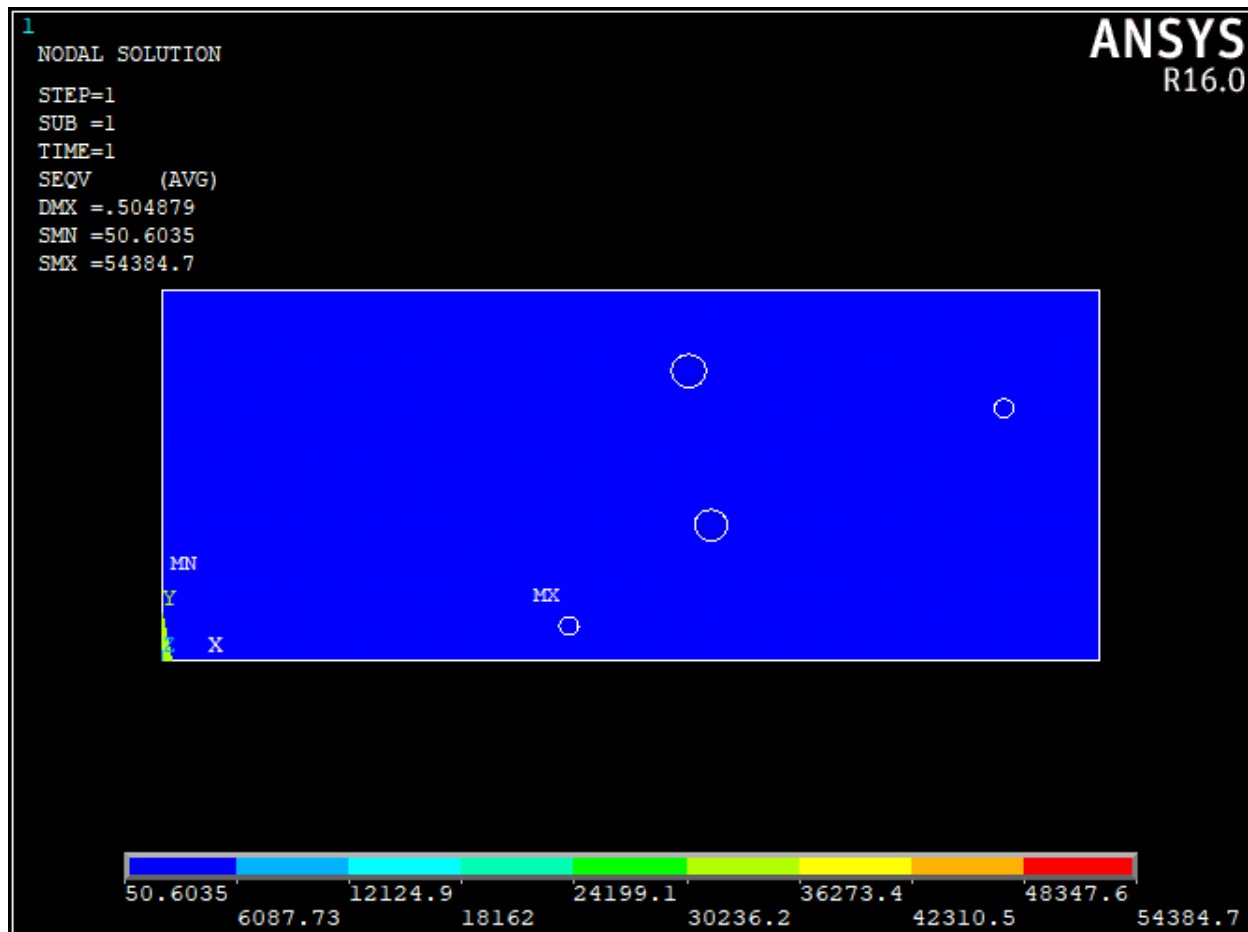 1
NODAL SOLUTION
ANSYS
R16.0
STEP=1
SUB =1
TIME=1
SEQV (AVG)
DMX =.504879
SMN =50.6035
SMX =54384.7
MN
Y
MX
Z X
50.6035 12124.9 24199.1 36273.4 48347.6
6087.73 18162 30236.2 42310.5 54384.7